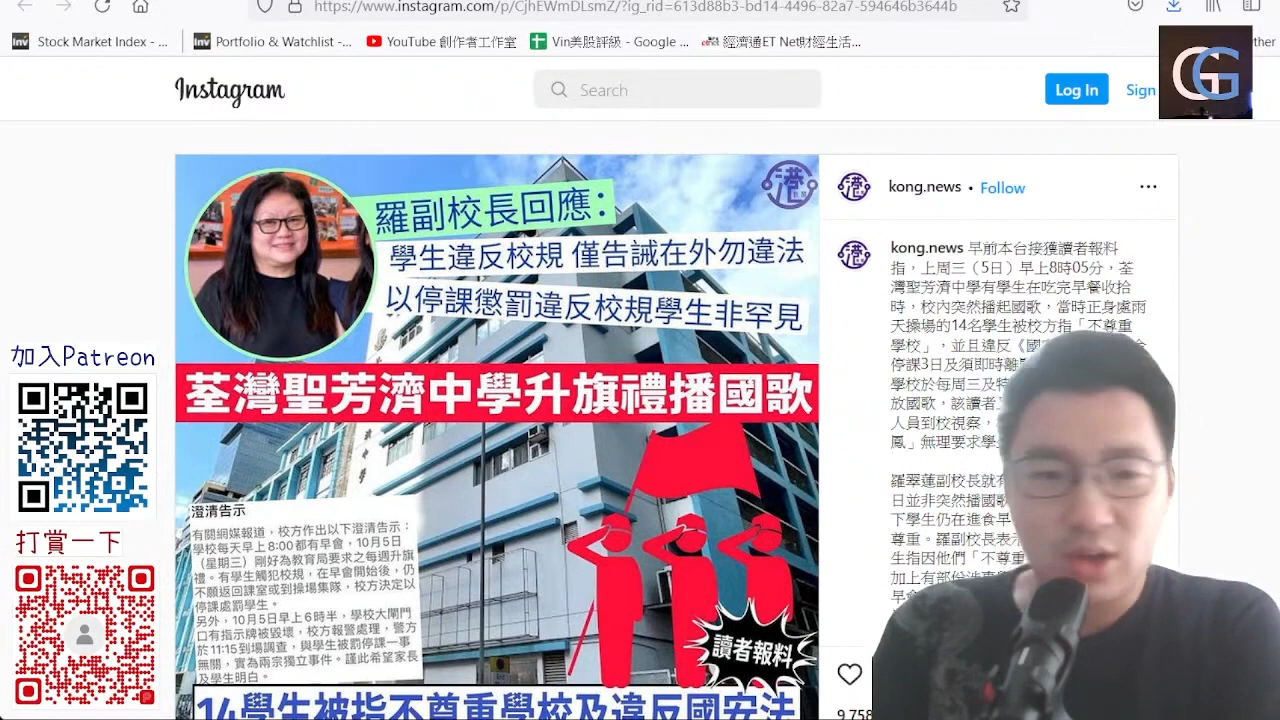 https://www.instagram.com/p/CjhEWmDLsmZ/?ig_rid=613d88b3-bd14-4496-82a7-594646b3644b
Stock Market Index - ...
Portfolio & Watchlist -...
YouTube 創作者工作室
Vin美股評級 - Google ...
經濟通ET Net財經生活...
ther
Instagram
Search
Log In
Sign
GG
羅副校長回應：
學生違反校規 僅告誡在外勿違法
以停課懲罰違反校規學生非罕見
港
荃灣聖芳濟中學升旗禮播國歌
澄清告示
有關網媒報道，校方作出以下澄清告示：
學校每天早上8:00都有早會，10月5日
（星期三）剛好為教育局要求之每週升旗
禮。有學生觸犯校規，在早會開始後，仍
不願返回課室或到操場集隊，校方決定以
停課處罰學生。
另外，10月5日早上6時半，學校大閘門
口有指示牌被毀壞，校方報警處理，警方
於11:15到場調查，與學生被罰停課一事
無關，實為兩宗獨立事件。謹此希望家長
及學生明白。
讀者報料
14學生被指不尊重學校及違反國安法
kong.news • Follow
kong.news 早前本台接獲讀者報料
指，上周三（5日）早上8時05分，荃
灣聖芳濟中學有學生在吃完早餐收拾
時，校內突然播起國歌，當時正身處雨
天操場的14名學生被校方指「不尊重
學校」，並且違反《國
停課3日及須即時離
學校於每周三及特
放國歌，該讀者
人員到校視察，
鳳」無理要求學
羅翠蓮副校長就
日並非突然播國歌
下學生仍在進食早
尊重。羅副校長表
生指因他們「不尊重
加上有部份涉事
早會
9,758
加入Patreon
打賞一下